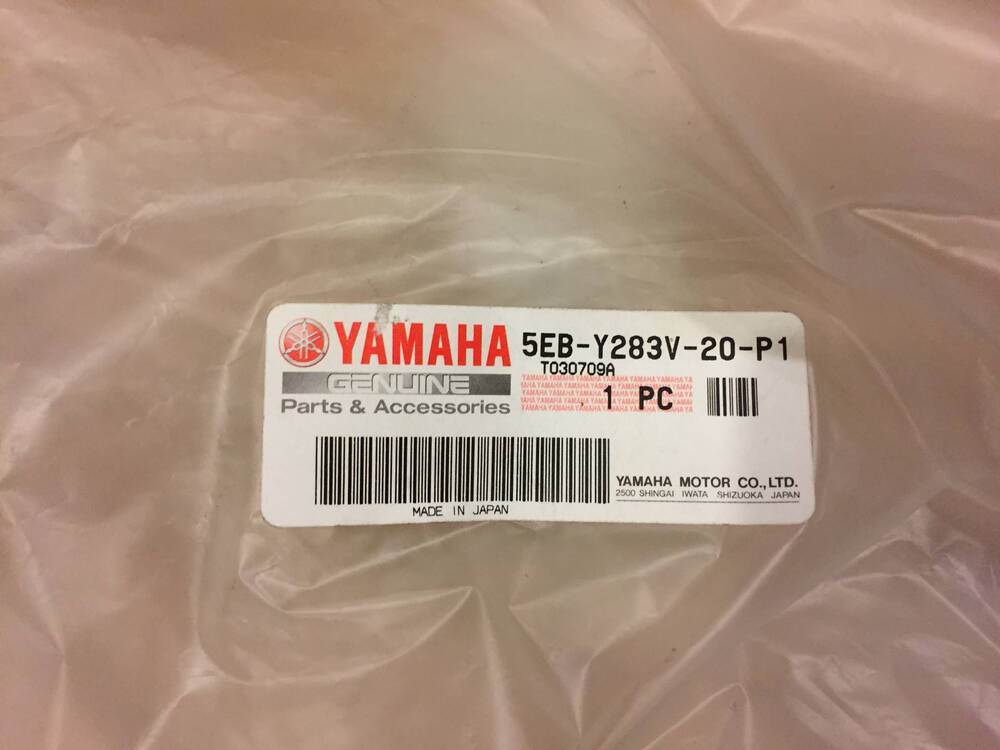 YAMAHA 5EB-Y283V-20-P1
GENUINE T030709A
Parts & Accessories . 1 PC
MADE IN JAPAN
YAMAHA MOTOR CO.,LTD.
2500 SHINGAI IWATA SHIZUOKA JAPAN